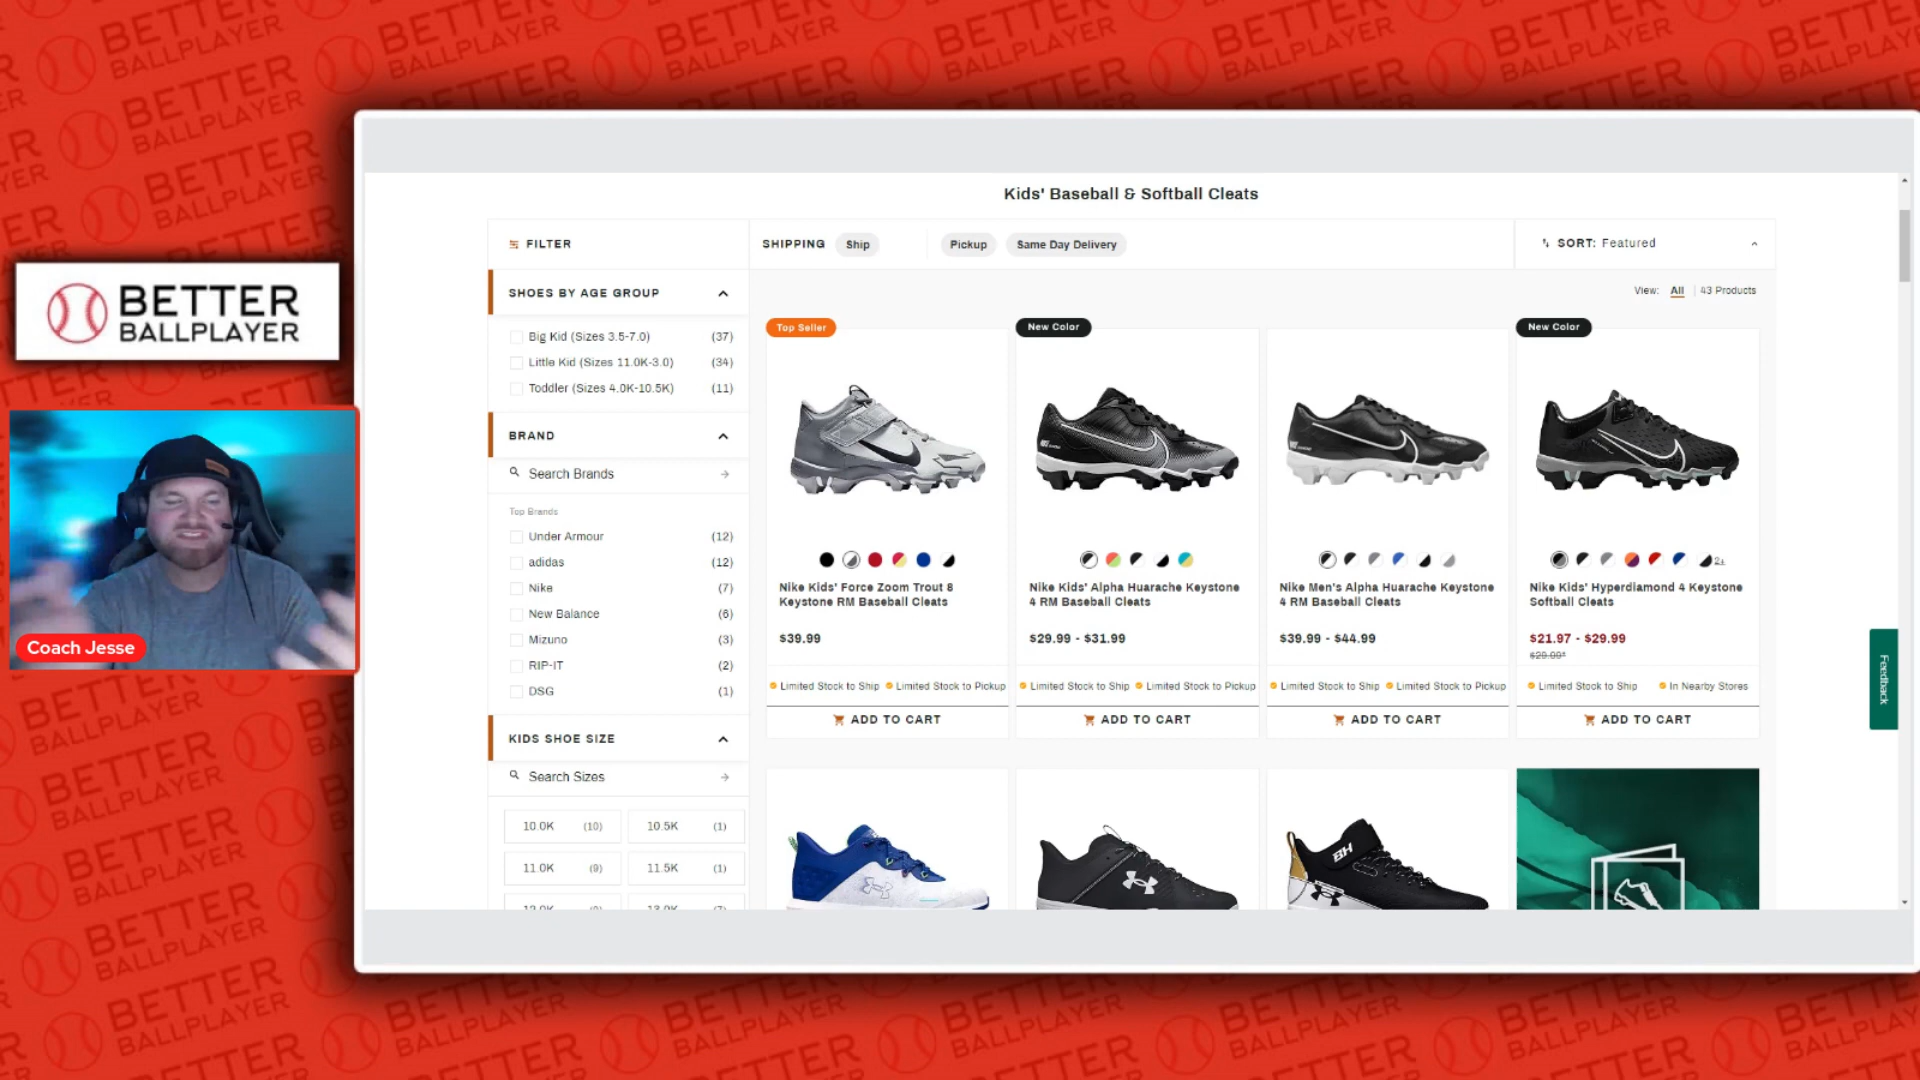 BETTER
BALLPLAYER
Coach Jesse
Kids' Baseball & Softball Cleats
FILTER
SHIPPING Ship Pickup Same Day Delivery
SORT: Featured
View: All | 43 Products
SHOES BY AGE GROUP
Big Kid (Sizes 3.5-7.0) (37)
Little Kid (Sizes 11.0K-3.0) (34)
Toddler (Sizes 4.0K-10.5K) (11)
BRAND
Search Brands
Top Brands
Under Armour (12)
adidas (12)
Nike (7)
New Balance (6)
Mizuno (3)
RIP-IT (2)
DSG (1)
KIDS SHOE SIZE
Search Sizes
10.0K (10) 10.5K (1)
11.0K (9) 11.5K (1)
Top Seller
Nike Kids' Force Zoom Trout 8
Keystone RM Baseball Cleats
$39.99
Limited Stock to Ship Limited Stock to Pickup
ADD TO CART
New Color
Nike Kids' Alpha Huarache Keystone
4 RM Baseball Cleats
$29.99 - $31.99
Limited Stock to Ship Limited Stock to Pickup
ADD TO CART
Nike Men's Alpha Huarache Keystone
4 RM Baseball Cleats
$39.99 - $44.99
Limited Stock to Ship Limited Stock to Pickup
ADD TO CART
New Color
2+
Nike Kids' Hyperdiamond 4 Keystone
Softball Cleats
$21.97 - $29.99
Limited Stock to Ship In Nearby Stores
ADD TO CART
BH
Feedback